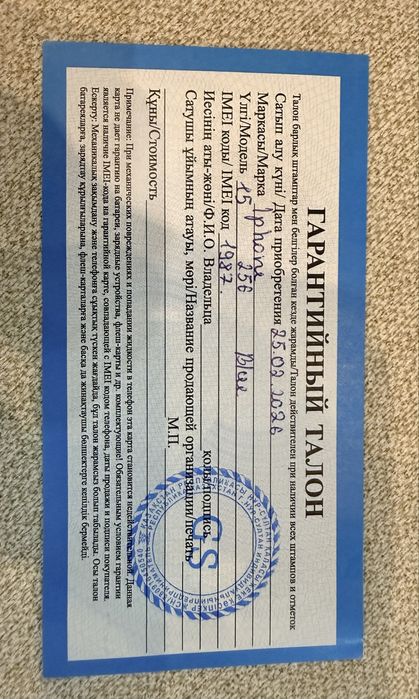 ГАРАНТИЙНЫЙ ТАЛОН
Талон барлық штамптар мен белгілер болған кезде жарамды/Талон действителен при наличии всех штампов и отметок
Сатып алу күні// Дата приобретения 25.02.2026
Маркасы/Марка Iphone
Үлгі/Модель 15 256 Blue
IMEI коды/ IMEI код 1987.
Иесінің аты-жөні/Ф.И.О. Владельца қолы/подпись
Сатушы ұйымның атауы, мөрі/Название продающей организации/печать
М.П.
Құны/Стоимость
GS
Примечание: При механических повреждениях и попадании жидкости в телефон эта карта становится недействительной. Данная
карта не дает гарантию на батареи, зарядные устройства, флеш-карты и др. комплектующие! Обязательным условием гарантии
является наличие IMEI-кода на гарантийной карте, совпадающей с IMEI кодом телефона, даты продажи и подписи покупателя.
Ескерту: Механикалық зақымдану және телефонға сұйықтық түскен жағдайда, бұл талон жарамсыз болып табылады. Осы талон
батареяларға, зарядтау құрылғыларына, флеш-карталарға және басқа да жинақтаушы бөлшектерге кепілдік бермейді.